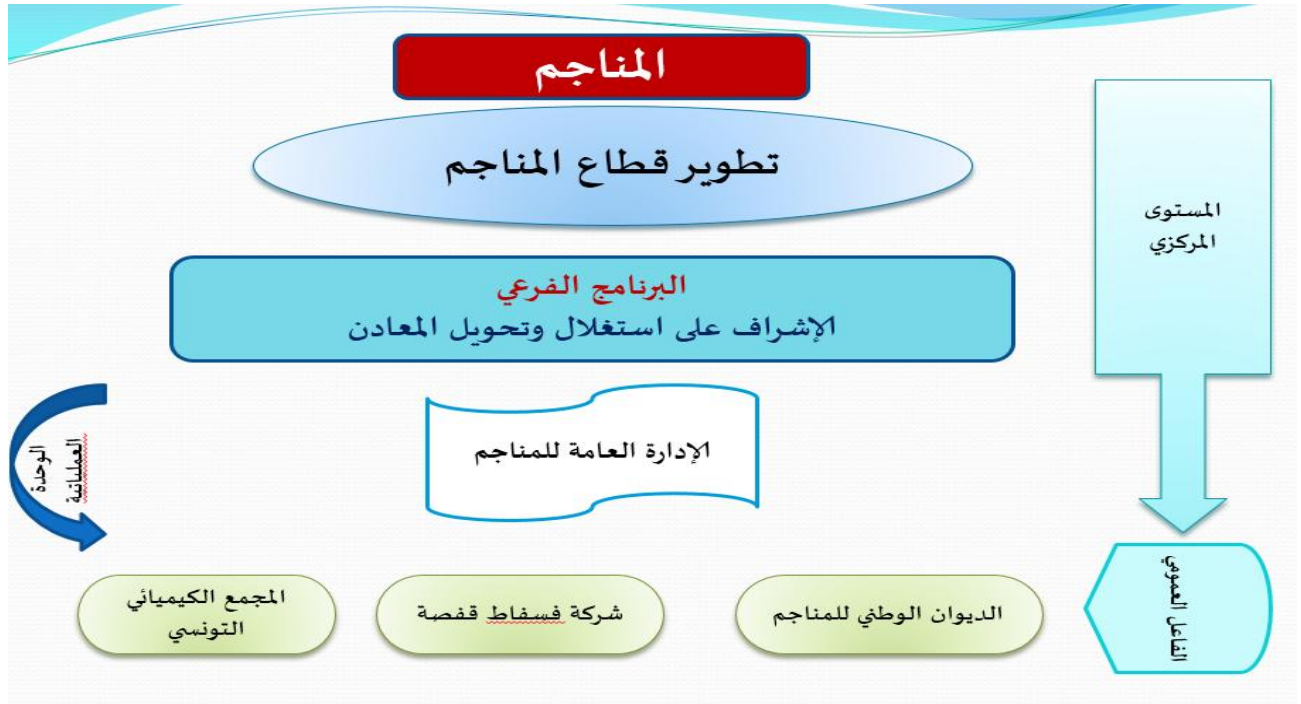 المناجم
تطوير قطاع المناجم
المستوى
المركزي
البرنامج الفرعي
الإشراف على استغلال وتحويل المعادن
الإدارة العامة للمناجم
الوحدة
العملياتية
الفاعل العمومي
الديوان الوطني للمناجم
شركة فسفاط قفصة
المجمع الكيميائي
التونسي